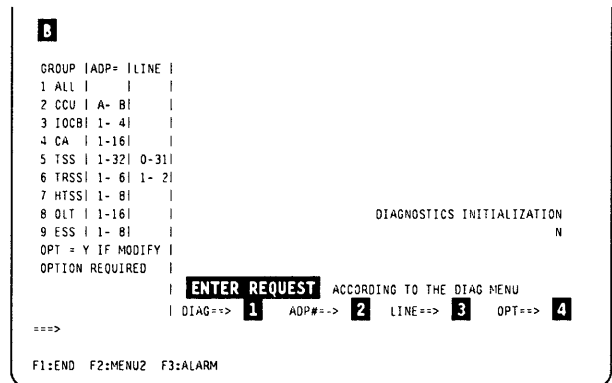 B
GROUP |ADP= |LINE |
1 ALL | | |
2 CCU | A- B| |
3 IOCB| 1- 4| |
4 CA | 1-16| |
5 TSS | 1-32| 0-31|
6 TRSS| 1- 6| 1- 2|
7 HTSS| 1- 8| |
8 OLT | 1-16| | DIAGNOSTICS INITIALIZATION
9 ESS | 1- 8| | N
OPT = Y IF MODIFY |
OPTION REQUIRED |
| ENTER REQUEST ACCORDING TO THE DIAG MENU
| DIAG==> 1 ADP#--> 2 LINE==> 3 OPT==> 4
===>
F1:END F2:MENU2 F3:ALARM